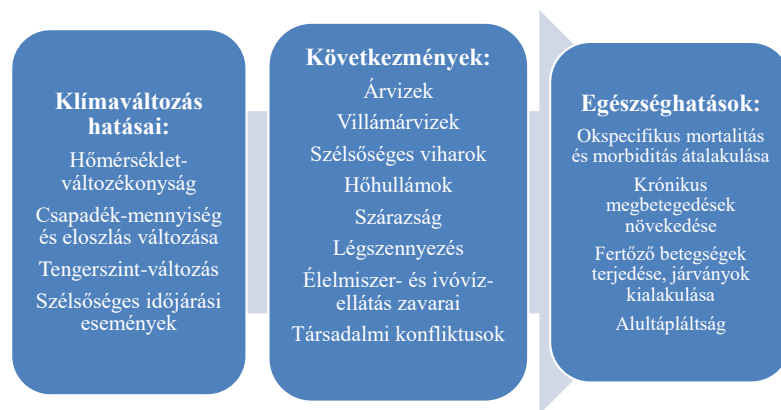 Klímaváltozás
hatásai:
Hőmérséklet-
változékonyság
Csapadék-mennyiség
és eloszlás változása
Tengerszint-változás
Szélsőséges időjárási
események
Következmények:
Árvizek
Villámárvizek
Szélsőséges viharok
Hőhullámok
Szárazság
Légszennyezés
Élelmiszer- és ivóvíz-
ellátás zavarai
Társadalmi konfliktusok
Egészséghatások:
Okspecifikus mortalitás
és morbiditás átalakulása
Krónikus
megbetegedések
növekedése
Fertőző betegségek
terjedése, járványok
kialakulása
Alultápláltság